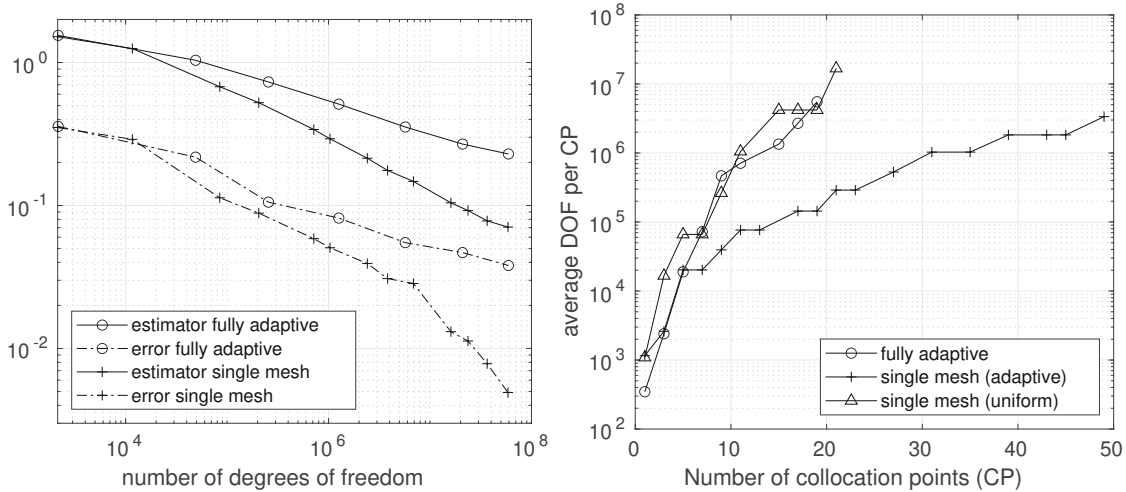 10^0
10^-1
10^-2
10^4
10^6
10^8
number of degrees of freedom
estimator fully adaptive
error fully adaptive
estimator single mesh
error single mesh
average DOF per CP
10^8
10^7
10^6
10^5
10^4
10^3
10^2
0
10
20
30
40
50
Number of collocation points (CP)
fully adaptive
single mesh (adaptive)
single mesh (uniform)